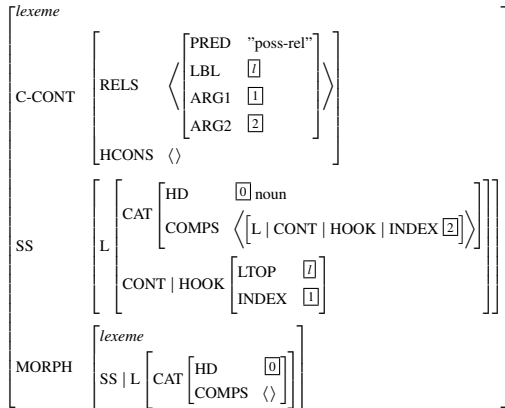 lexeme
PRED "poss-rel"
LBL l
C-CONT RELS ⟨ ARG1 1 ⟩
ARG2 2
HCONS ⟨⟩
HD 0 noun
CAT
COMPS ⟨[L | CONT | HOOK | INDEX 2]⟩
SS L
LTOP l
CONT | HOOK
INDEX 1
lexeme
MORPH
HD 0
SS | L CAT
COMPS ⟨⟩